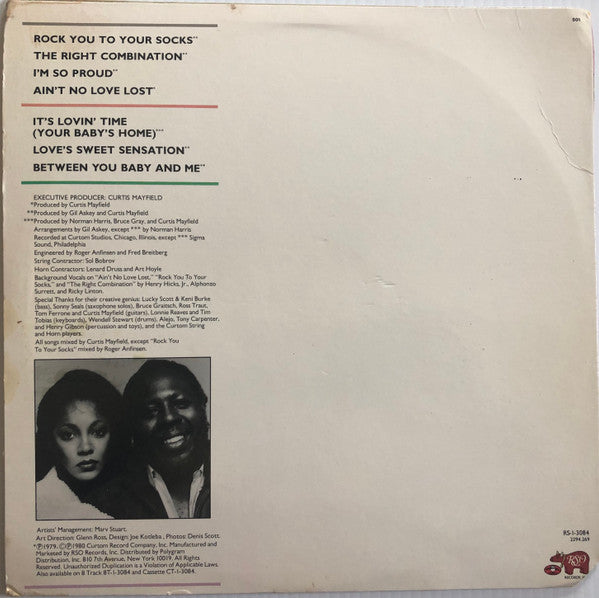 501
ROCK YOU TO YOUR SOCKS**
THE RIGHT COMBINATION**
I'M SO PROUD**
AIN'T NO LOVE LOST*
IT'S LOVIN' TIME
(YOUR BABY'S HOME)***
LOVE'S SWEET SENSATION**
BETWEEN YOU BABY AND ME**
EXECUTIVE PRODUCER: CURTIS MAYFIELD
*Produced by Curtis Mayfield
**Produced by Gil Askey and Curtis Mayfield
***Produced by Norman Harris, Bruce Gray, and Curtis Mayfield
Arrangements by Gil Askey, except *** by Norman Harris
Recorded at Curtom Studios, Chicago, Illinois, except *** Sigma
Sound, Philadelphia
Engineered by Roger Anfinsen and Fred Breitberg
String Contractor: Sol Bobrov
Horn Contractors: Lenard Druss and Art Hoyle
Background Vocals on "Ain't No Love Lost," "Rock You To Your
Socks," and "The Right Combination" by Henry Hicks, Jr., Alphonzo
Surrett, and Ricky Linton.
Special Thanks for their creative genius: Lucky Scott & Keni Burke
(bass), Sonny Seals (saxophone solos), Bruce Graitsch, Ross Traut,
Tom Ferrone and Curtis Mayfield (guitars), Lonnie Reaves and Tim
Tobias (keyboards), Wendell Stewart (drums), Alejo, Tony Carpenter,
and Henry Gibson (percussion and toys), and the Curtom String
and Horn players.
All songs mixed by Curtis Mayfield, except "Rock You
To Your Socks" mixed by Roger Anfinsen.
Artists' Management: Marv Stuart.
Art Direction: Glenn Ross, Design: Joe Kotleba, Photos: Denis Scott.
*℗1979, ©℗1980 Curtom Record Company, Inc. Manufactured and
Marketed by RSO Records, Inc. Distributed by Polygram
Distribution, Inc. 810 7th Avenue, New York 10019. All Rights
Reserved. Unauthorized Duplication is a Violation of Applicable Laws.
Also available on 8 Track 8T-1-3084 and Cassette CT-1-3084.
RS-1-3084
2394 269
RSO
RECORDS,